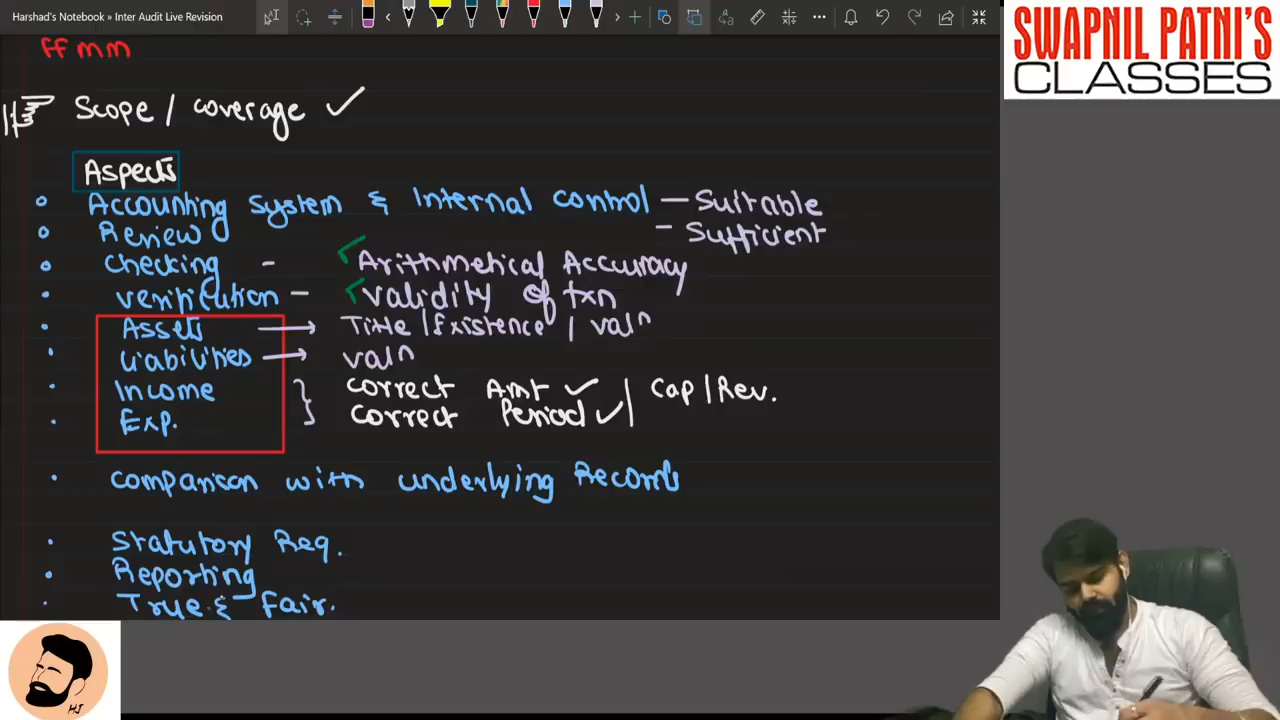 Harshad's Notebook » Inter Audit Live Revision
SWAPNIL PATNI'S
CLASSES
ff mm
Scope / coverage ✓
Aspects
• Accounting System & Internal Control — Suitable
• Review – Sufficient
• Checking – ✓ Arithmetical Accuracy
• Verification – ✓ Validity of txn
• Assets → Title / Existence / valn
• Liabilities → valn
• Income } Correct Amt ✓ | Cap / Rev.
• Exp. } Correct Period ✓ |
• Comparison with underlying Records
• Statutory Req.
• Reporting
• True & Fair.
HJ